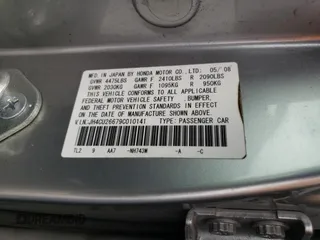 MFD. IN JAPAN BY HONDA MOTOR CO.,LTD. 05/08
GVWR 4475LBS GAWR F 2410LBS R 2090LBS
GVWR 2030KG GAWR F 1095KG R 950KG
THIS VEHICLE CONFORMS TO ALL APPLICABLE
FEDERAL MOTOR VEHICLE SAFETY, BUMPER,
AND THEFT PREVENTION STANDARDS IN EFFECT
ON THE DATE OF MANUFACTURE SHOWN ABOVE.
V.I.N:JH4CU26679C010141 TYPE:PASSENGER CAR
TL2 9 AA7 -NH743M -A -C